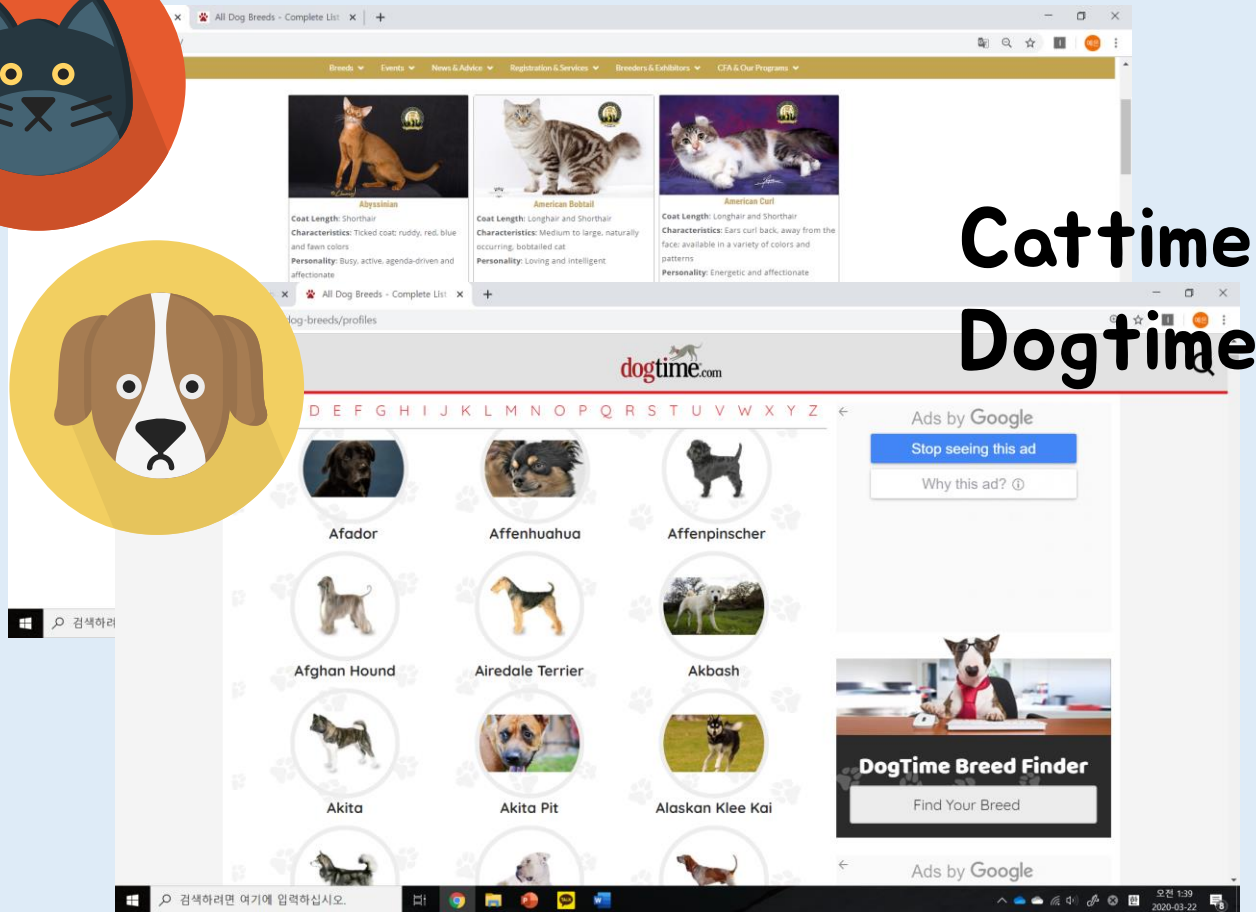 All Dog Breeds - Complete List
Breeds Events News & Advice Registration & Services Breeders & Exhibitors CFA & Our Programs
Abyssinian
Coat Length: Shorthair
Characteristics: Ticked coat; ruddy, red, blue
and fawn colors
Personality: Busy, active, agenda-driven and
affectionate
American Bobtail
Coat Length: Longhair and Shorthair
Characteristics: Medium to large, naturally
occurring, bobtailed cat
Personality: Loving and intelligent
American Curl
Coat Length: Longhair and Shorthair
Characteristics: Ears curl back, away from the
face; available in a variety of colors and
patterns
Personality: Energetic and affectionate
Cattime
Dogtime
All Dog Breeds - Complete List
dog-breeds/profiles
dogtime.com
D E F G H I J K L M N O P Q R S T U V W X Y Z
Afador Affenhuahua Affenpinscher
Afghan Hound Airedale Terrier Akbash
Akita Akita Pit Alaskan Klee Kai
Ads by Google
Stop seeing this ad
Why this ad?
DogTime Breed Finder
Find Your Breed
Ads by Google
검색하려
검색하려면 여기에 입력하십시오.
오전 1:39
2020-03-22